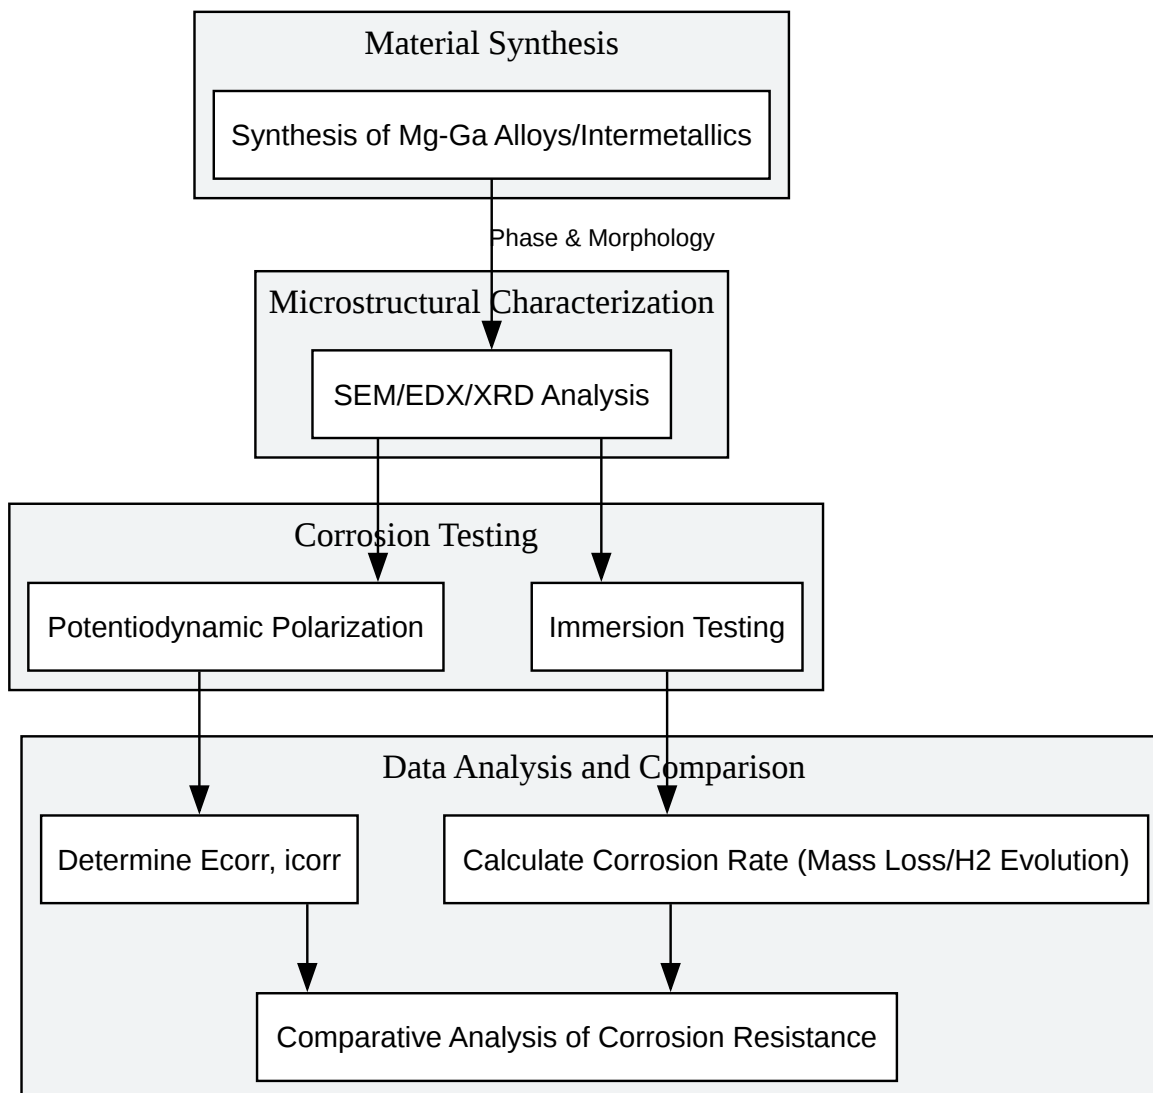 Material Synthesis
Synthesis of Mg-Ga Alloys/Intermetallics
Phase & Morphology
Microstructural Characterization
SEM/EDX/XRD Analysis
Corrosion Testing
Potentiodynamic Polarization
Immersion Testing
Data Analysis and Comparison
Determine Ecorr, icorr
Calculate Corrosion Rate (Mass Loss/H2 Evolution)
Comparative Analysis of Corrosion Resistance